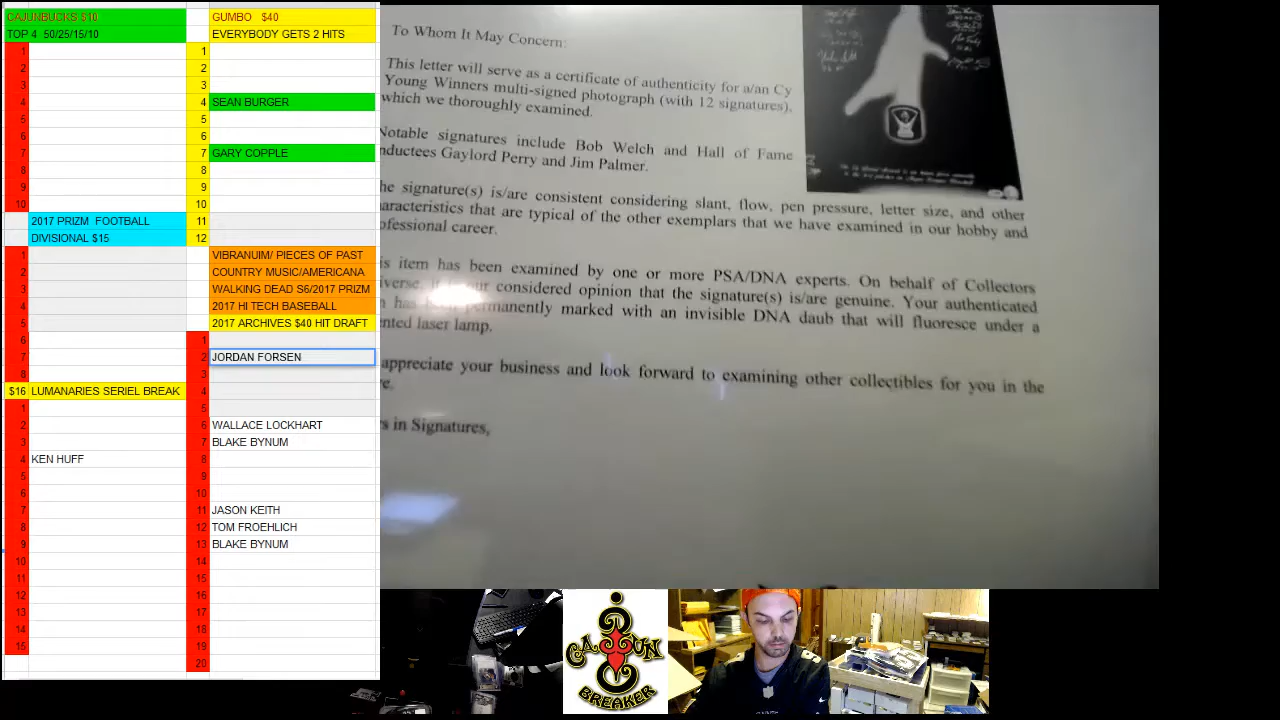 CAJUNBUCKS $10
TOP 4 50/25/15/10
1
2
3
4
5
6
7
8
9
10
2017 PRIZM FOOTBALL
DIVISIONAL $15
1
2
3
4
5
6
7
8
$16 LUMANARIES SERIEL BREAK
1
2
3
4 KEN HUFF
5
6
7
8
9
10
11
12
13
14
15
GUMBO $40
EVERYBODY GETS 2 HITS
1
2
3
4 SEAN BURGER
5
6
7 GARY COPPLE
8
9
10
11
12
VIBRANUIM/ PIECES OF PAST
COUNTRY MUSIC/AMERICANA
WALKING DEAD S6/2017 PRIZM
2017 HI TECH BASEBALL
2017 ARCHIVES $40 HIT DRAFT
1
2 JORDAN FORSEN
3
4
5
6 WALLACE LOCKHART
7 BLAKE BYNUM
8
9
10
11 JASON KEITH
12 TOM FROEHLICH
13 BLAKE BYNUM
14
15
16
17
18
19
20
To Whom It May Concern:
This letter will serve as a certificate of authenticity for a/an Cy
Young Winners multi-signed photograph (with 12 signatures),
which we thoroughly examined.
Notable signatures include Bob Welch and Hall of Fame
nductees Gaylord Perry and Jim Palmer.
he signature(s) is/are consistent considering slant, flow, pen pressure, letter size, and other
aracteristics that are typical of the other exemplars that we have examined in our hobby and
ofessional career.
is item has been examined by one or more PSA/DNA experts. On behalf of Collectors
iverse, it is our considered opinion that the signature(s) is/are genuine. Your authenticated
n has been permanently marked with an invisible DNA daub that will fluoresce under a
ented laser lamp.
appreciate your business and look forward to examining other collectibles for you in the
re.
s in Signatures,
CAJUN
BREAKER